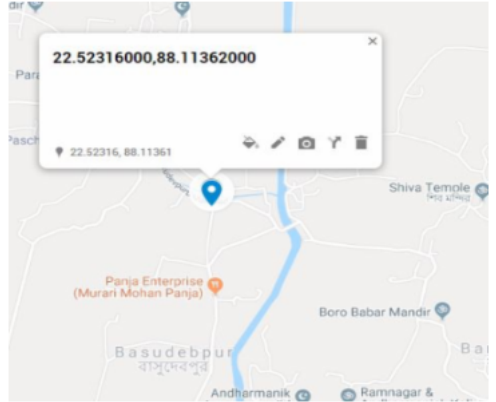 22.52316000,88.11362000
22.52316, 88.11361
Shiva Temple
Panja Enterprise
(Murari Mohan Panja)
Boro Babar Mandir
Basudebpur
বাসুদেবপুর
Andharmanik
Ramnagar &